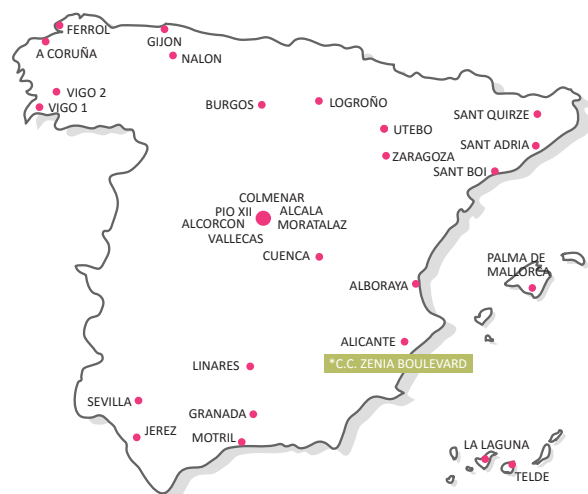 FERROL
GIJON
A CORUÑA
NALON
VIGO 2
VIGO 1
BURGOS
LOGROÑO
SANT QUIRZE
UTEBO
SANT ADRIA
ZARAGOZA
SANT BOI
COLMENAR
PIO XII
ALCALA
ALCORCON
MORATALAZ
VALLECAS
CUENCA
PALMA DE
MALLORCA
ALBORAYA
ALICANTE
*C.C. ZENIA BOULEVARD
LINARES
SEVILLA
GRANADA
JEREZ
MOTRIL
LA LAGUNA
TELDE